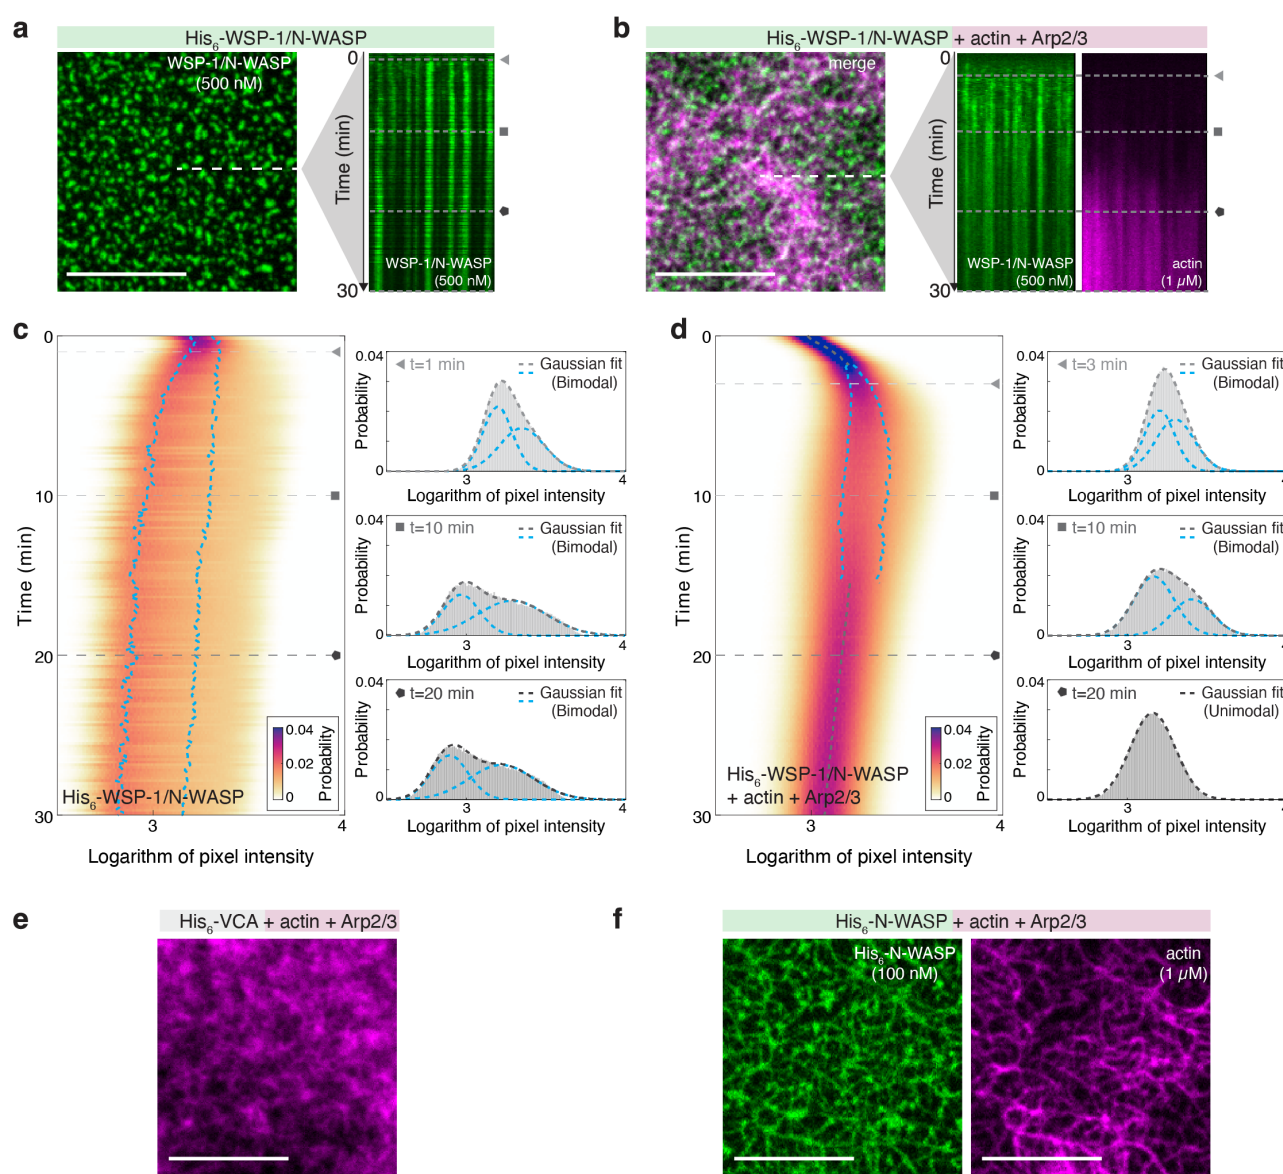 a
His6-WSP-1/N-WASP
WSP-1/N-WASP
(500 nM)
0
Time (min)
30
WSP-1/N-WASP
(500 nM)
b
His6-WSP-1/N-WASP + actin + Arp2/3
merge
0
Time (min)
30
WSP-1/N-WASP
(500 nM)
actin
(1 µM)
c
0
10
20
30
Time (min)
3
4
Logarithm of pixel intensity
His6-WSP-1/N-WASP
0.04
0.02
0
Probability
0.04
t=1 min
Gaussian fit
(Bimodal)
Probability
0
3
4
Logarithm of pixel intensity
0.04
t=10 min
Gaussian fit
(Bimodal)
Probability
0
3
4
Logarithm of pixel intensity
0.04
t=20 min
Gaussian fit
(Bimodal)
Probability
0
3
4
Logarithm of pixel intensity
d
0
10
20
30
Time (min)
3
4
Logarithm of pixel intensity
His6-WSP-1/N-WASP
+ actin + Arp2/3
0.04
0.02
0
Probability
0.04
t=3 min
Gaussian fit
(Bimodal)
Probability
0
3
4
Logarithm of pixel intensity
0.04
t=10 min
Gaussian fit
(Bimodal)
Probability
0
3
4
Logarithm of pixel intensity
0.04
t=20 min
Gaussian fit
(Unimodal)
Probability
0
3
4
Logarithm of pixel intensity
e
His6-VCA + actin + Arp2/3
f
His6-N-WASP + actin + Arp2/3
His6-N-WASP
(100 nM)
actin
(1 µM)